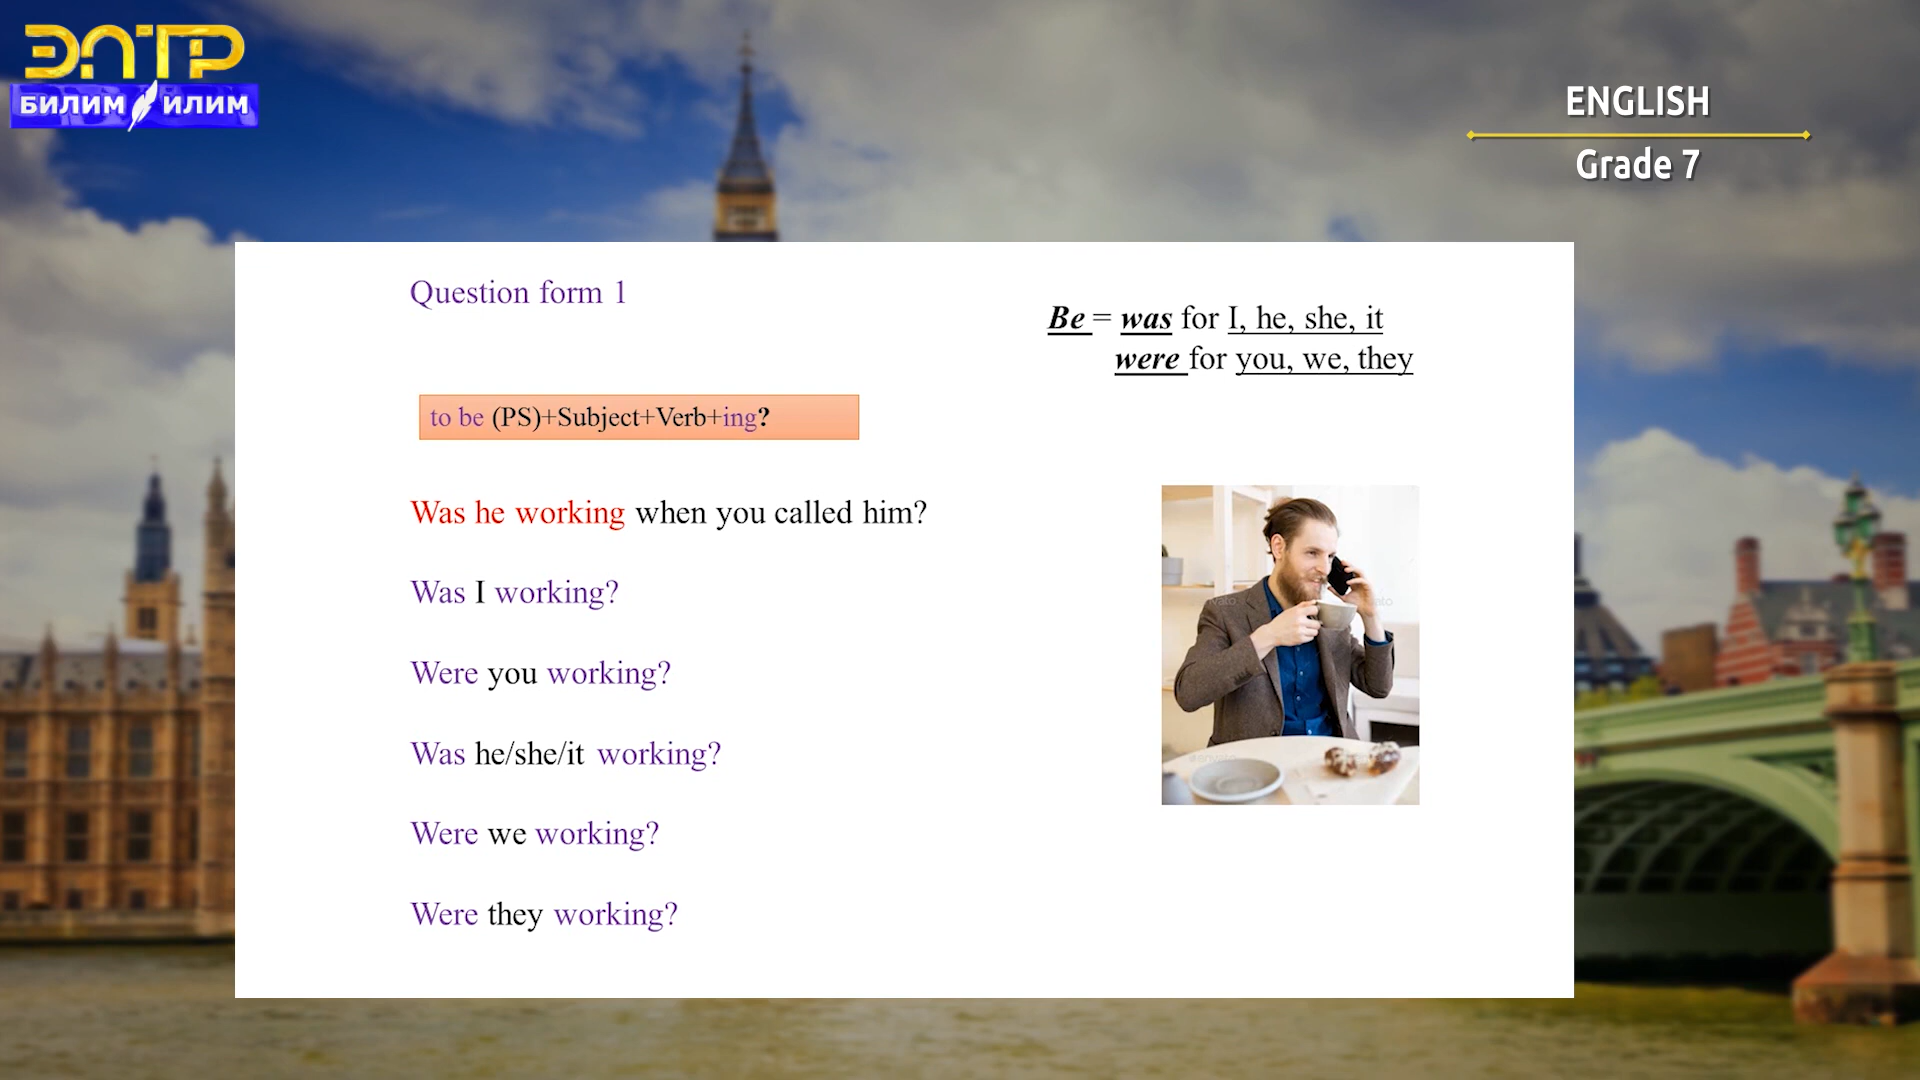 ЭЛТР
БИЛИМ ИЛИМ
ENGLISH
Grade 7
Question form 1
Be = was for I, he, she, it
were for you, we, they
to be (PS)+Subject+Verb+ing?
Was he working when you called him?
Was I working?
Were you working?
Was he/she/it working?
Were we working?
Were they working?